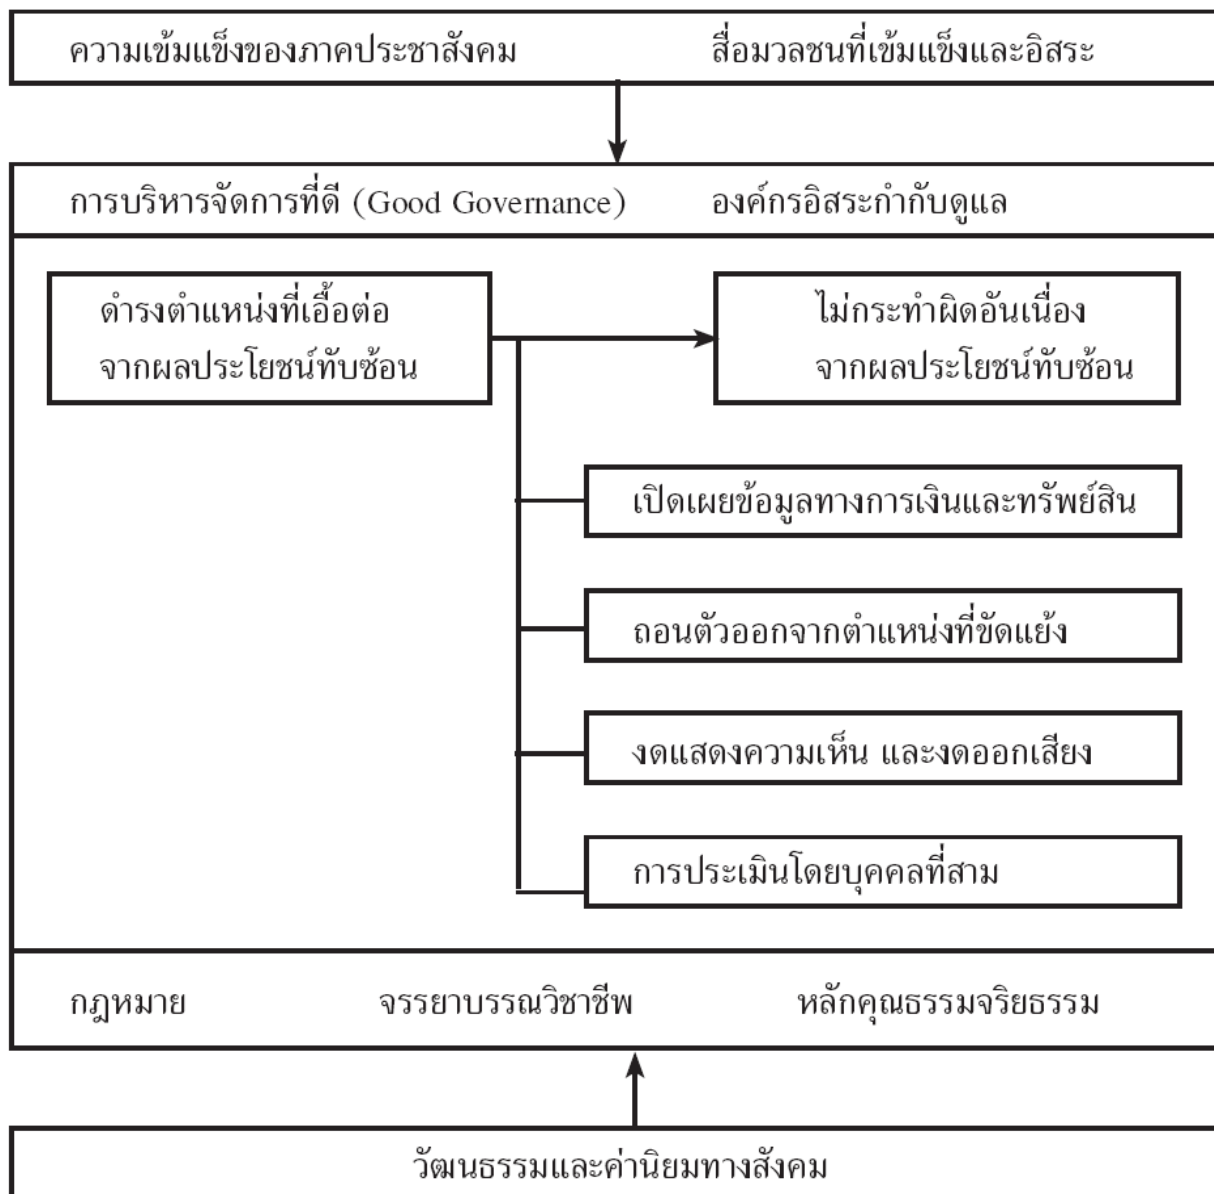 ความเข้มแข็งของภาคประชาสังคม สื่อมวลชนที่เข้มแข็งและอิสระ
การบริหารจัดการที่ดี (Good Governance) องค์กรอิสระกำกับดูแล
ดำรงตำแหน่งที่เอื้อต่อ
จากผลประโยชน์ทับซ้อน
ไม่กระทำผิดอันเนื่อง
จากผลประโยชน์ทับซ้อน
เปิดเผยข้อมูลทางการเงินและทรัพย์สิน
ถอนตัวออกจากตำแหน่งที่ขัดแย้ง
งดแสดงความเห็น และงดออกเสียง
การประเมินโดยบุคคลที่สาม
กฎหมาย จรรยาบรรณวิชาชีพ หลักคุณธรรมจริยธรรม
วัฒนธรรมและค่านิยมทางสังคม